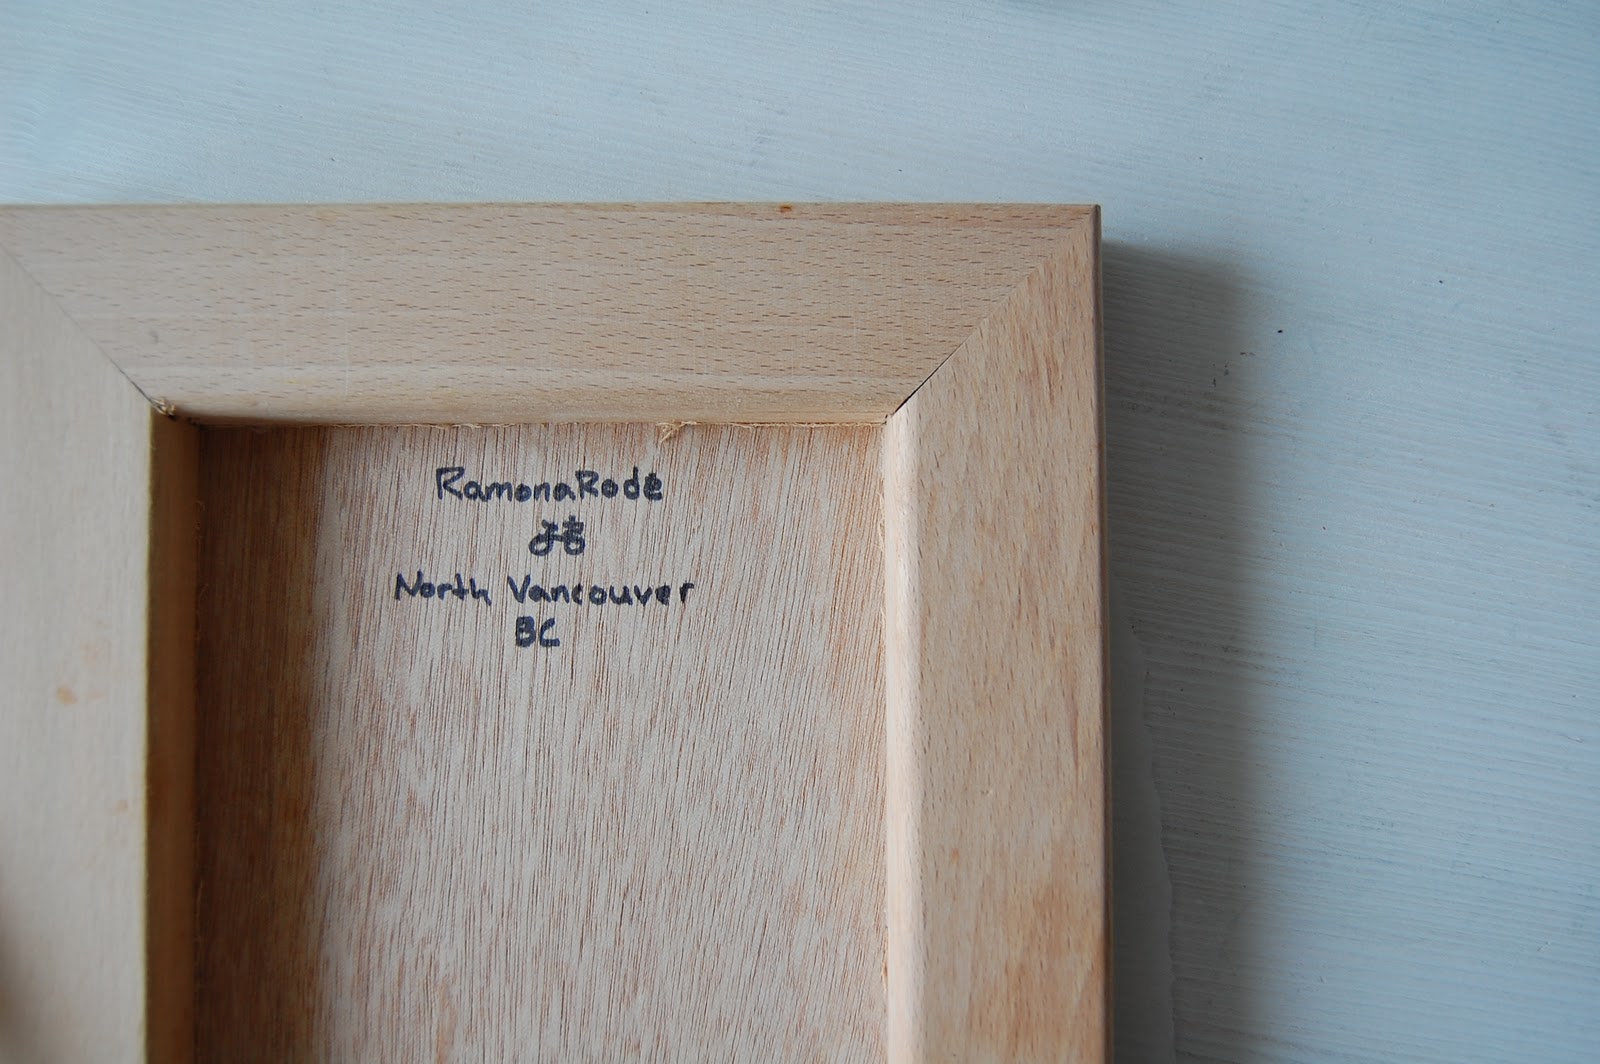 RamonaRode
North Vancouver
BC